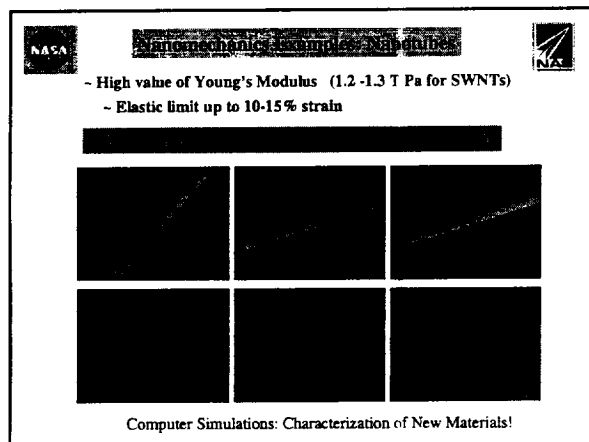 NASA
Nanomechanics Examples: Nanotubes
NAS
~ High value of Young's Modulus (1.2 -1.3 T Pa for SWNTs)
~ Elastic limit up to 10-15% strain
Computer Simulations: Characterization of New Materials!